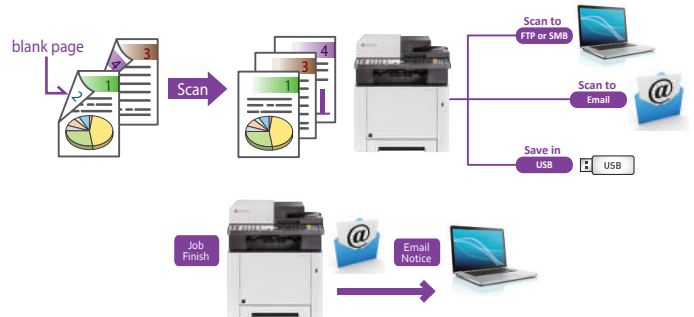 blank page
3
4
1
2
Scan
4
3
1
Scan to
FTP or SMB
Scan to
Email
@
Save in
USB
USB
Job
Finish
@
Email
Notice